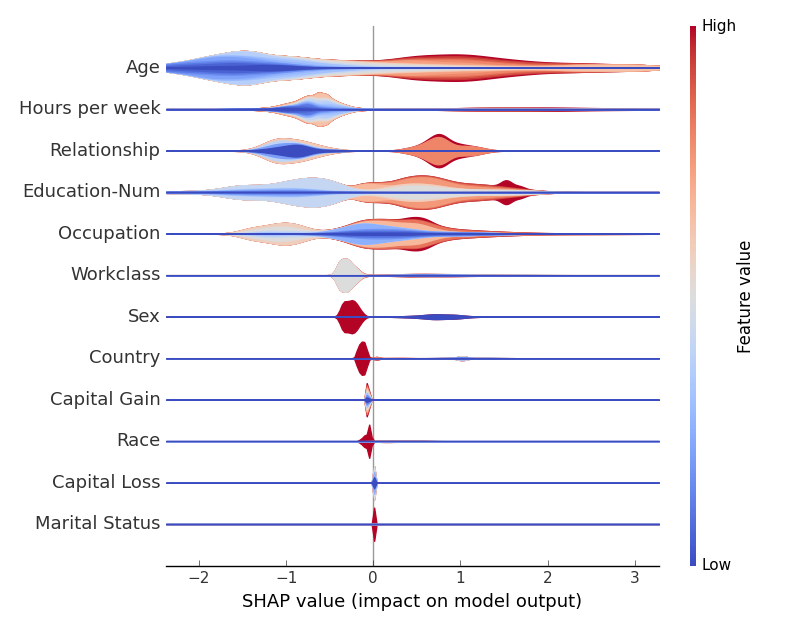 High
Age
Hours per week
Relationship
Education-Num
Occupation
Workclass
Sex
Country
Capital Gain
Race
Capital Loss
Marital Status
Feature value
Low
−2 −1 0 1 2 3
SHAP value (impact on model output)